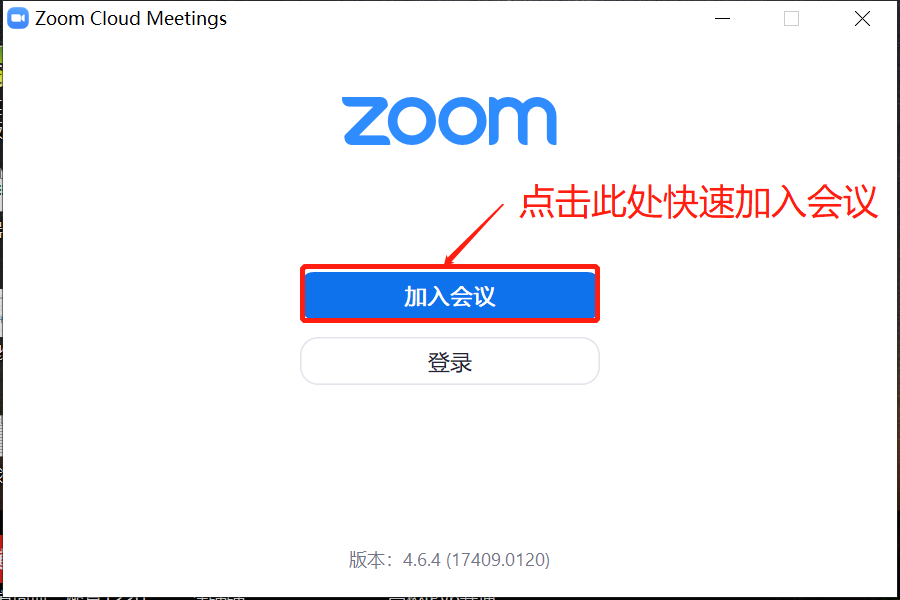 Zoom Cloud Meetings
zoom
点击此处快速加入会议
加入会议
登录
版本：4.6.4 (17409.0120)